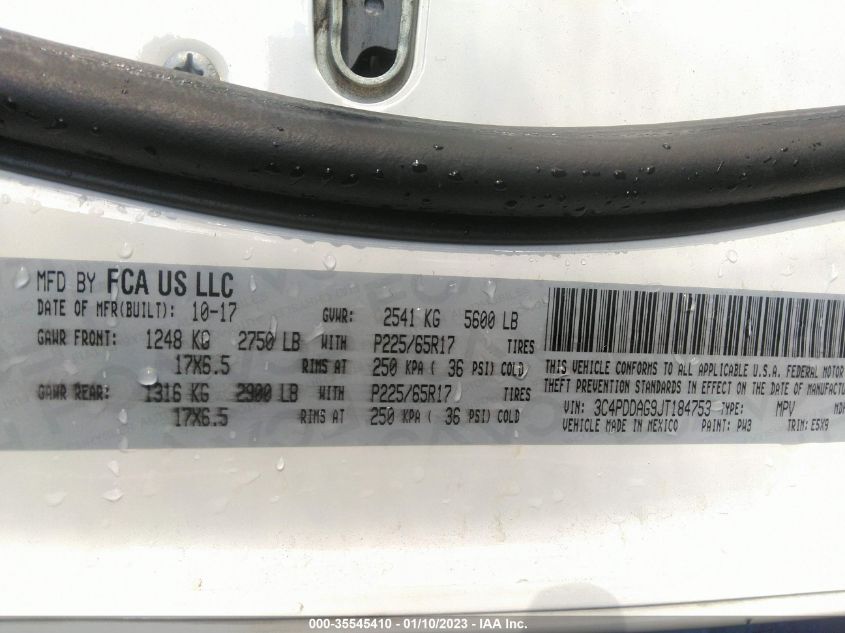 MFD BY FCA US LLC
DATE OF MFR(BUILT): 10-17 GVWR: 2541 KG 5600 LB
GAWR FRONT: 1248 KG 2750 LB WITH P225/65R17 TIRES
17X6.5 RIMS AT 250 KPA ( 36 PSI) COLD
GAWR REAR: 1316 KG 2900 LB WITH P225/65R17 TIRES
17X6.5 RIMS AT 250 KPA ( 36 PSI) COLD
THIS VEHICLE CONFORMS TO ALL APPLICABLE U.S.A. FEDERAL MOTOR
THEFT PREVENTION STANDARDS IN EFFECT ON THE DATE OF MANUFAC
VIN: 3C4PDDAG9JT184753 TYPE: MPV
VEHICLE MADE IN MEXICO PAINT: PW3 TRIM: E5X9
000-35545410 - 01/10/2023 - © IAA Inc.